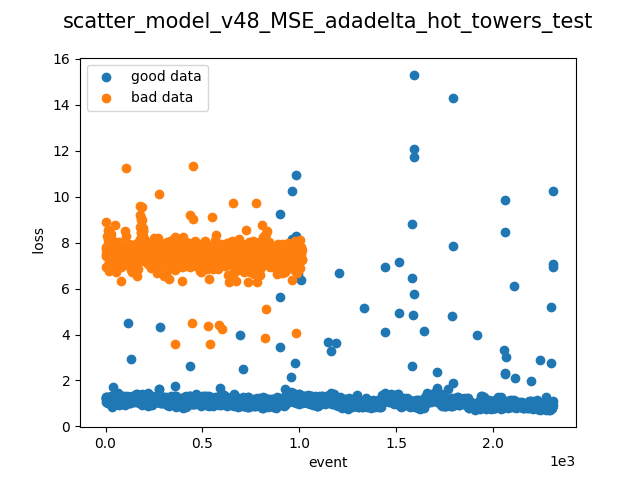 scatter_model_v48_MSE_adadelta_hot_towers_test
16
14
12
10
8
6
4
2
0
loss
good data
bad data
0.0 0.5 1.0 1.5 2.0
1e3
event